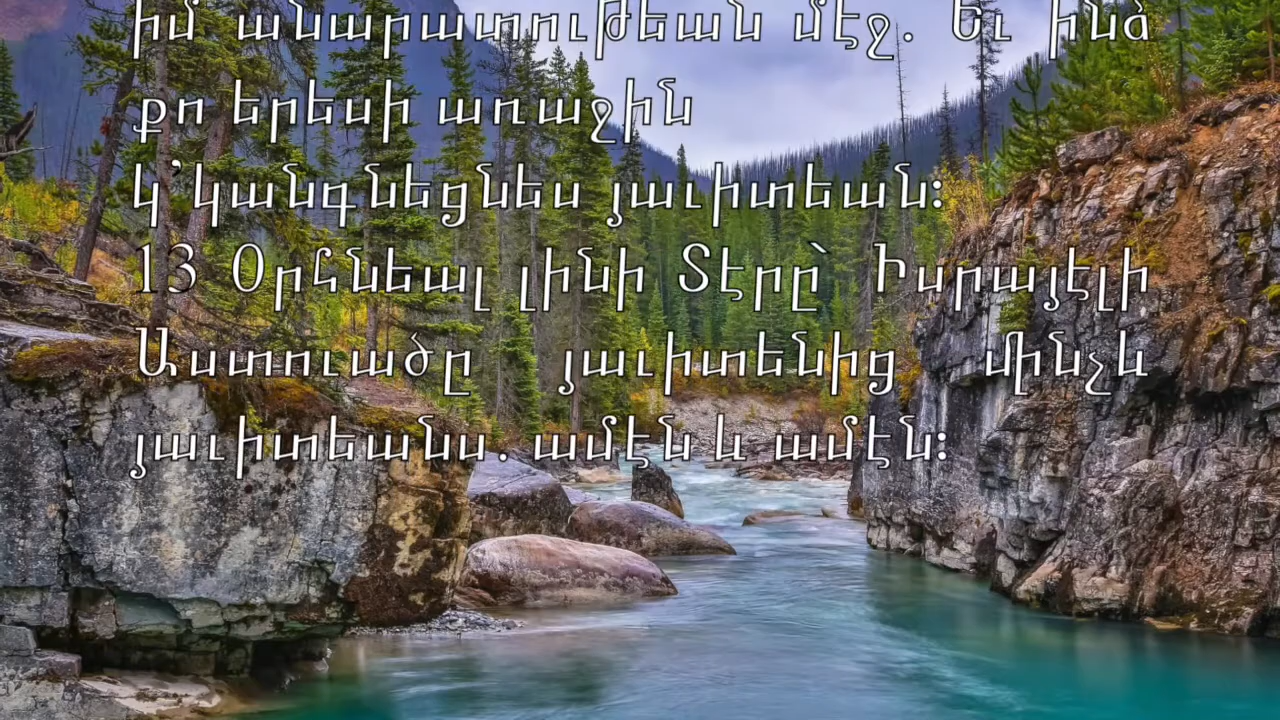 իմ անարատութեան մէջ. Եւ ինձ
քո երեսի առաջին
կ՚կանգնեցնես յաւիտեան։
13 Օրհնեալ լինի Տէրը՝ Իսրայէլի
Աստուածը յաւիտենից մինչև
յաւիտեանս. ամէն և ամէն։